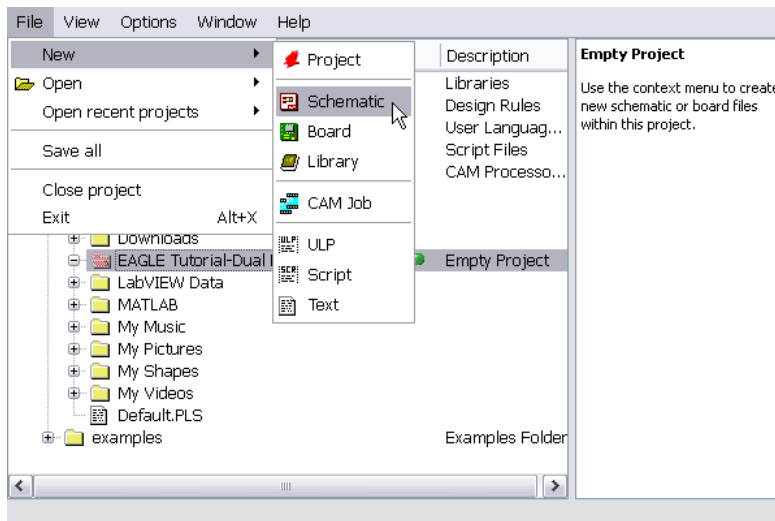 File View Options Window Help
New
Open
Open recent projects
Save all
Close project
Exit Alt+X
Project
Schematic
Board
Library
CAM Job
ULP
Script
Text
Description
Libraries
Design Rules
User Languag...
Script Files
CAM Processo...
Downloads
EAGLE Tutorial-Dual
Empty Project
LabVIEW Data
MATLAB
My Music
My Pictures
My Shapes
My Videos
Default.PLS
examples
Examples Folder
Empty Project
Use the context menu to create
new schematic or board files
within this project.